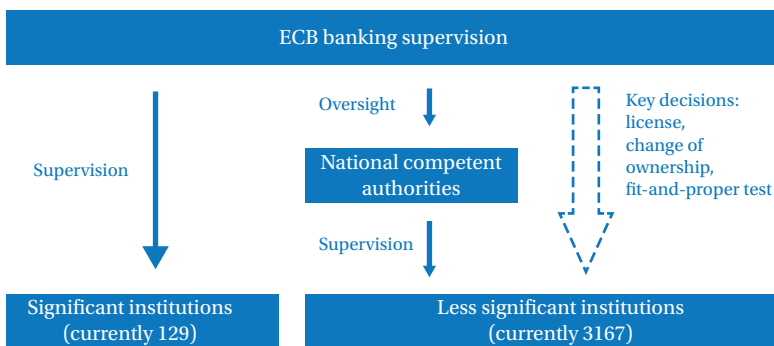 ECB banking supervision
Supervision
Oversight
National competent
authorities
Supervision
Key decisions:
license,
change of
ownership,
fit-and-proper test
Significant institutions
(currently 129)
Less significant institutions
(currently 3167)